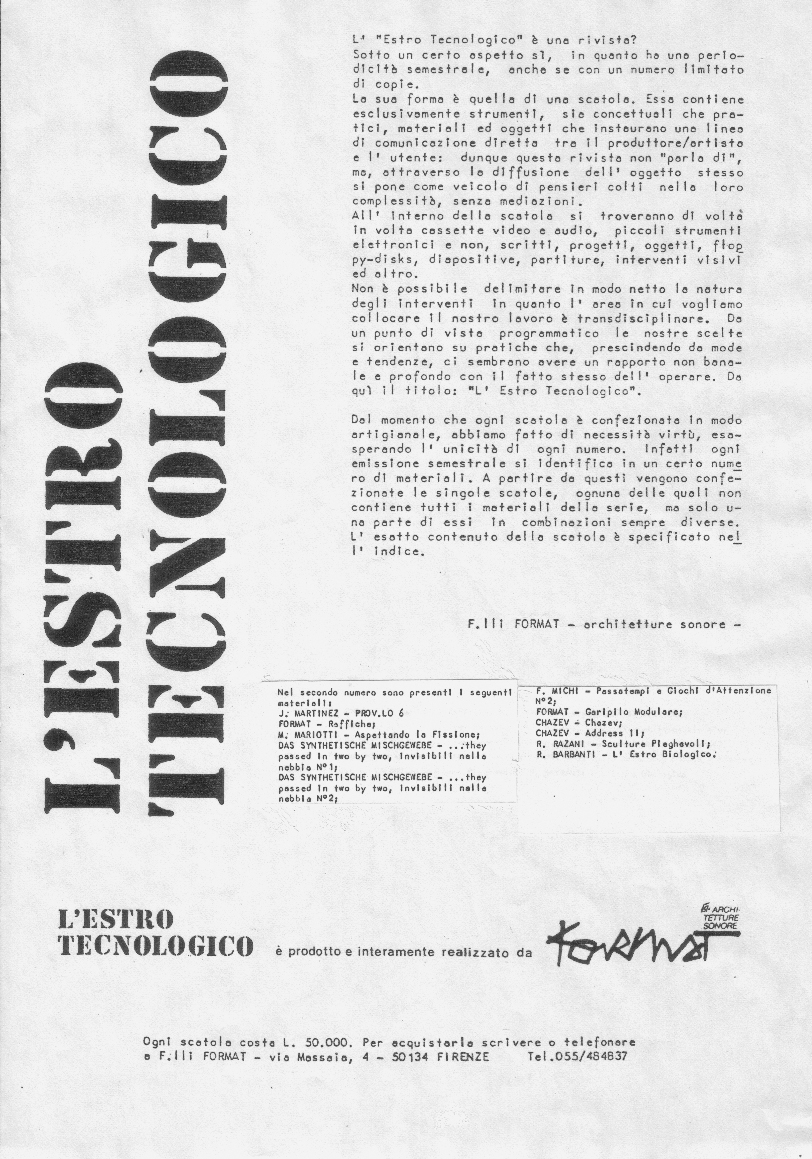 L'ESTRO
TECNOLOGICO
L' "Estro Tecnologico" è una rivista?
Sotto un certo aspetto sì, in quanto ha una perio-
dicità semestrale, anche se con un numero limitato
di copie.
La sua forma è quella di una scatola. Essa contiene
esclusivamente strumenti, sia concettuali che pra-
tici, materiali ed oggetti che instaurano una linea
di comunicazione diretta tra il produttore/artista
e l' utente: dunque questa rivista non "parla di",
ma, attraverso la diffusione dell' oggetto stesso
si pone come veicolo di pensieri colti nella loro
complessità, senza mediazioni.
All' interno della scatola si troveranno di volta
in volta cassette video e audio, piccoli strumenti
elettronici e non, scritti, progetti, oggetti, flop
py-disks, diapositive, partiture, interventi visivi
ed altro.
Non è possibile delimitare in modo netto la natura
degli interventi in quanto l' area in cui vogliamo
collocare il nostro lavoro è transdisciplinare. Da
un punto di vista programmatico le nostre scelte
si orientano su pratiche che, prescindendo da mode
e tendenze, ci sembrano avere un rapporto non bana-
le e profondo con il fatto stesso dell' operare. Da
quì il titolo: "L' Estro Tecnologico".
Dal momento che ogni scatola è confezionata in modo
artigianale, abbiamo fatto di necessità virtù, esa-
sperando l' unicità di ogni numero. Infatti ogni
emissione semestrale si identifica in un certo nume
ro di materiali. A partire da questi vengono confe-
zionate le singole scatole, ognuna delle quali non
contiene tutti i materiali della serie, ma solo u-
na parte di essi in combinazioni sempre diverse.
L' esatto contenuto della scatola è specificato nel
l' indice.
F.lli FORMAT - architetture sonore -
Nel secondo numero sono presenti i seguenti
materiali:
J. MARTINEZ - PROV.LO 6
FORMAT - Raffiche;
M. MARIOTTI - Aspettando la Fissione;
DAS SYNTHETISCHE MISCHGEWEBE - ...they
passed in two by two, invisibili nella
nebbia N°1;
DAS SYNTHETISCHE MISCHGEWEBE - ...they
passed in two by two, invisibili nella
nebbia N°2;
F. MICHI - Passatempi e Giochi d'Attenzione
N°2;
FORMAT - Garipilo Modulare;
CHAZEV - Chazev;
CHAZEV - Address II;
R. RAZANI - Sculture Pieghevoli;
R. BARBANTI - L' Estro Biologico.
L'ESTRO
TECNOLOGICO è prodotto e interamente realizzato da FORMAT
ARCHI-
TETTURE
SONORE
Ogni scatola costa L. 50.000. Per acquistarla scrivere o telefonare
a F.lli FORMAT - via Massaia, 4 - 50134 FIRENZE Tel.055/484837